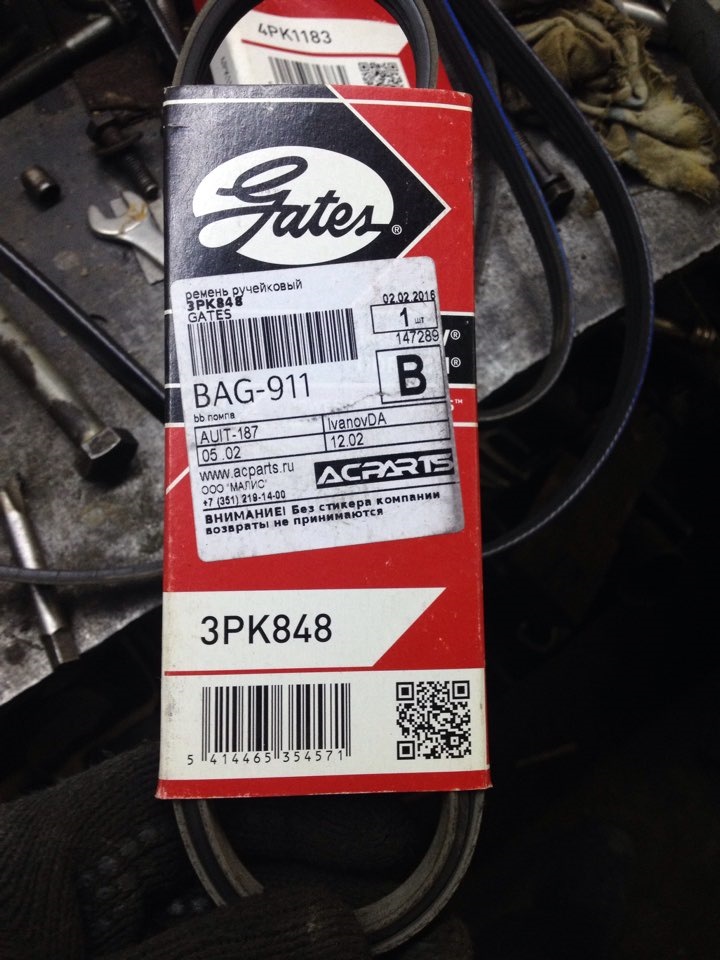 4PK1183
Gates®
ремень ручейковый
3PK848
GATES
02.02.2016
1 шт
147289
BAG-911
B
bb помпа
AUIT-187
IvanovDA
05 .02
12.02
www.acparts.ru
ACPARTS
ООО "МАЛИС"
+7 (351) 219-14-00
ВНИМАНИЕ! Без стикера компании
возвраты не принимаются
3PK848
5 414465 354571